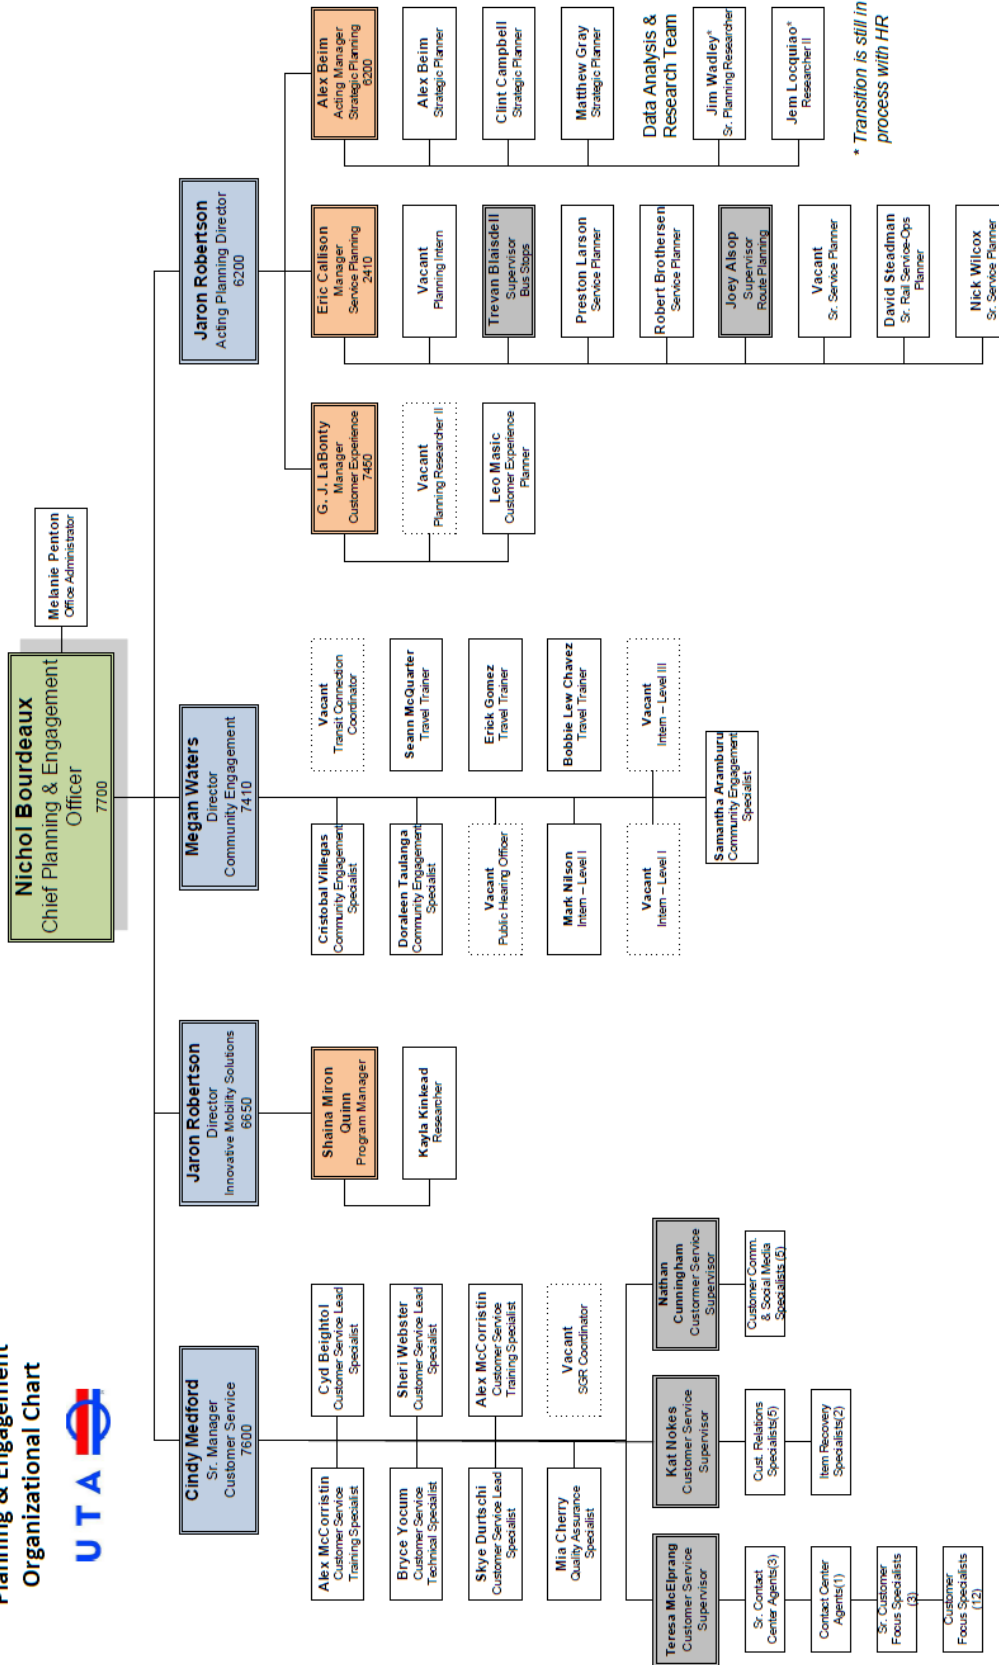 Planning & Engagement
Organizational Chart
U T A
Nichol Bourdeaux
Chief Planning & Engagement
Officer
7700
Melanie Penton
Office Administrator
Cindy Medford
Sr. Manager
Customer Service
7600
Alex McCorristin
Customer Service
Training Specialist
Cyd Beightol
Customer Service Lead
Specialist
Bryce Yocum
Customer Service
Technical Specialist
Sheri Webster
Customer Service Lead
Specialist
Skye Durtschi
Customer Service Lead
Specialist
Alex McCorristin
Customer Service
Training Specialist
Mia Cherry
Quality Assurance
Specialist
Vacant
SGR Coordinator
Teresa McElprang
Customer Service
Supervisor
Sr. Contact
Center Agents(3)
Contact Center
Agents(1)
Sr. Customer
Focus Specialists
(3)
Customer
Focus Specialists
(12)
Kat Nokes
Customer Service
Supervisor
Cust. Relations
Specialists(5)
Item Recovery
Specialists(2)
Nathan
Cunningham
Custormer Service
Supervisor
Customer Comm.
& Social Media
Specialists (5)
Jaron Robertson
Director
Innovative Mobility Solutions
6650
Shaina Miron
Quinn
Program Manager
Kayla Kinkead
Researcher
Megan Waters
Director
Community Engagement
7410
Cristobal Villegas
Community Engagement
Specialist
Vacant
Transit Connection
Coordinator
Doraleen Taulanga
Community Engagement
Specialist
Seann McQuarter
Travel Trainer
Vacant
Public Hearing Officer
Erick Gomez
Travel Trainer
Mark Nilson
Intern – Level I
Bobbie Lew Chavez
Travel Trainer
Vacant
Intern – Level I
Vacant
Intern – Level III
Samantha Aramburu
Community Engagement
Specialist
Jaron Robertson
Acting Planning Director
6200
G. J. LaBonty
Manager
Customer Experience
7450
Vacant
Planning Researcher II
Leo Masic
Customer Experience
Planner
Eric Callison
Manager
Service Planning
2410
Vacant
Planning Intern
Trevan Blaisdell
Supervisor
Bus Stops
Preston Larson
Service Planner
Robert Brothersen
Service Planner
Joey Alsop
Supervisor
Route Planning
Vacant
Sr. Service Planner
David Steadman
Sr. Rail Service-Ops
Planner
Nick Wilcox
Sr. Service Planner
Alex Beim
Acting Manager
Strategic Planning
6200
Alex Beim
Strategic Planner
Clint Campbell
Strategic Planner
Matthew Gray
Strategic Planner
Data Analysis &
Research Team
Jim Wadley*
Sr. Planning Researcher
Jem Locquiao*
Researcher II
* Transition is still in
process with HR